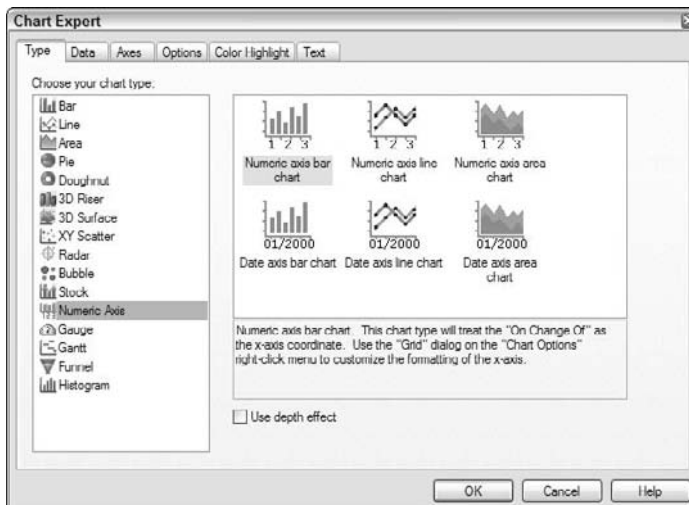 Chart Expert
Type Data Axes Options Color Highlight Text
Choose your chart type:
Bar
Line
Area
Pie
Doughnut
3D Riser
3D Surface
XY Scatter
Radar
Bubble
Stock
Numeric Axis
Gauge
Gantt
Funnel
Histogram
1 2 3 1 2 3 1 2 3
Numeric axis bar chart
Numeric axis line chart
Numeric axis area chart
01/2000 01/2000 01/2000
Date axis bar chart
Date axis line chart
Date axis area chart
Numeric axis bar chart. This chart type will treat the "On Change Of" as
the x-axis coordinate. Use the "Grid" dialog on the "Chart Options"
right-click menu to customize the formatting of the x-axis.
Use depth effect
OK Cancel Help